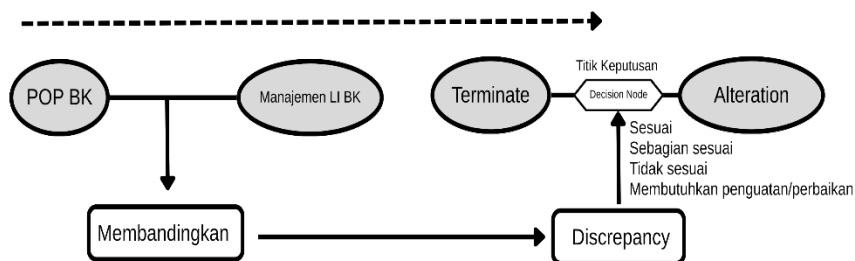 POP BK
Manajemen LI BK
Membandingkan
Terminate
Titik Keputusan
Decision Node
Alteration
Sesuai
Sebagian sesuai
Tidak sesuai
Membutuhkan penguatan/perbaikan
Discrepancy